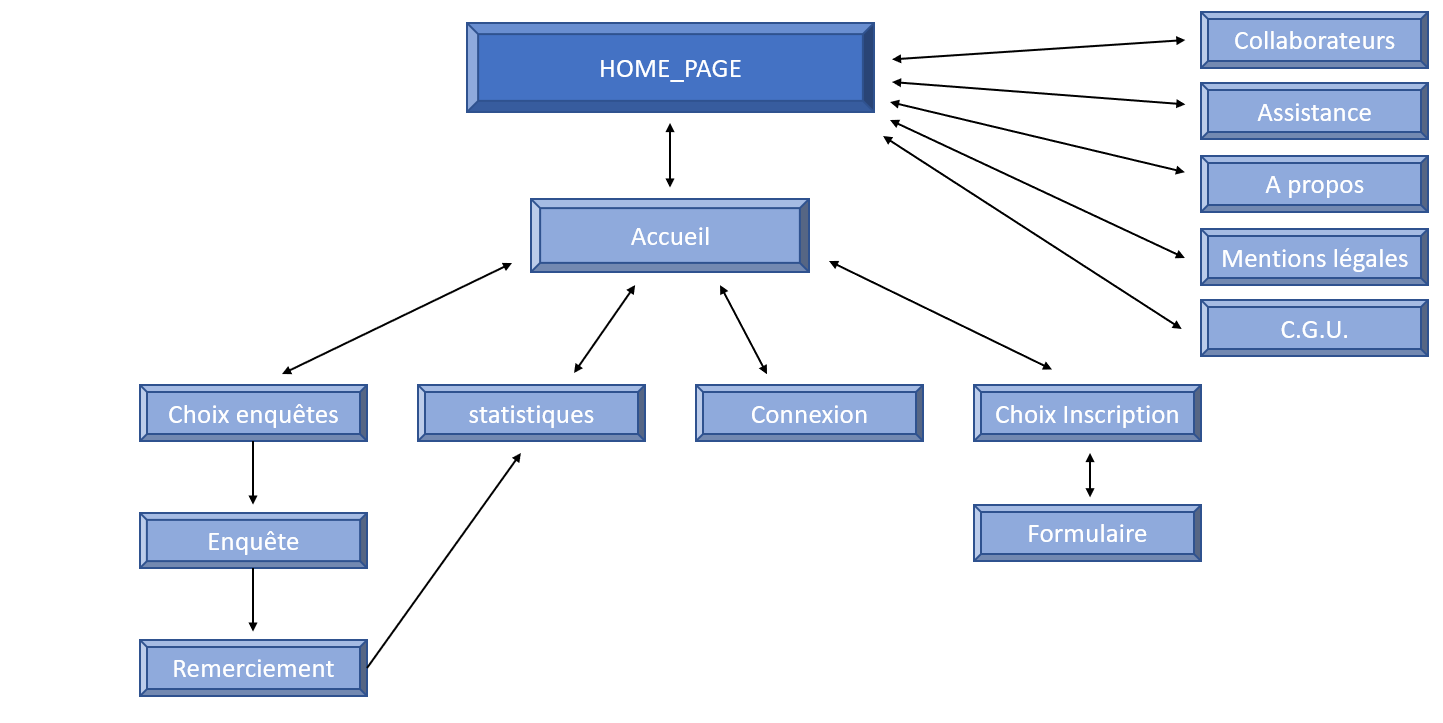 HOME_PAGE
Collaborateurs
Assistance
A propos
Mentions légales
C.G.U.
Accueil
Choix enquêtes
statistiques
Connexion
Choix Inscription
Enquête
Formulaire
Remerciement